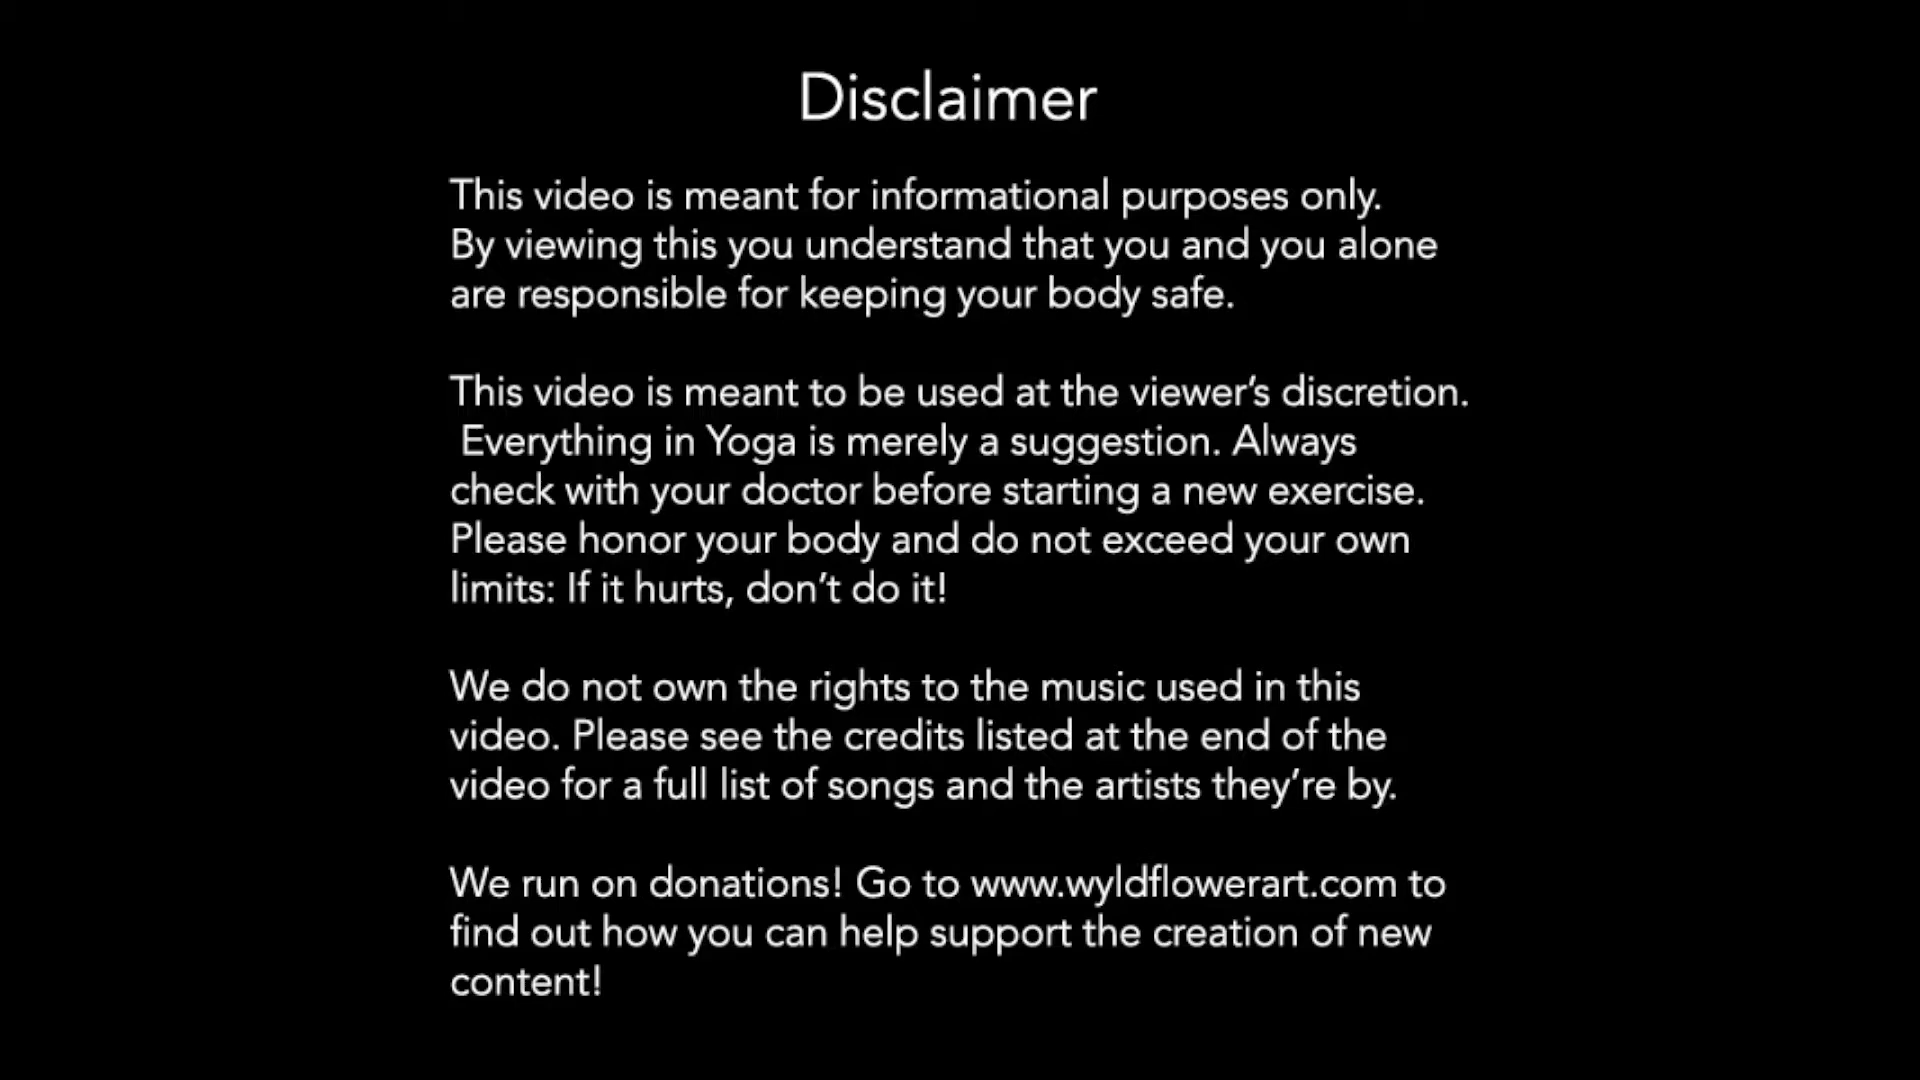 Disclaimer
This video is meant for informational purposes only.
By viewing this you understand that you and you alone
are responsible for keeping your body safe.
This video is meant to be used at the viewer’s discretion.
Everything in Yoga is merely a suggestion. Always
check with your doctor before starting a new exercise.
Please honor your body and do not exceed your own
limits: If it hurts, don’t do it!
We do not own the rights to the music used in this
video. Please see the credits listed at the end of the
video for a full list of songs and the artists they’re by.
We run on donations! Go to www.wyldflowerart.com to
find out how you can help support the creation of new
content!